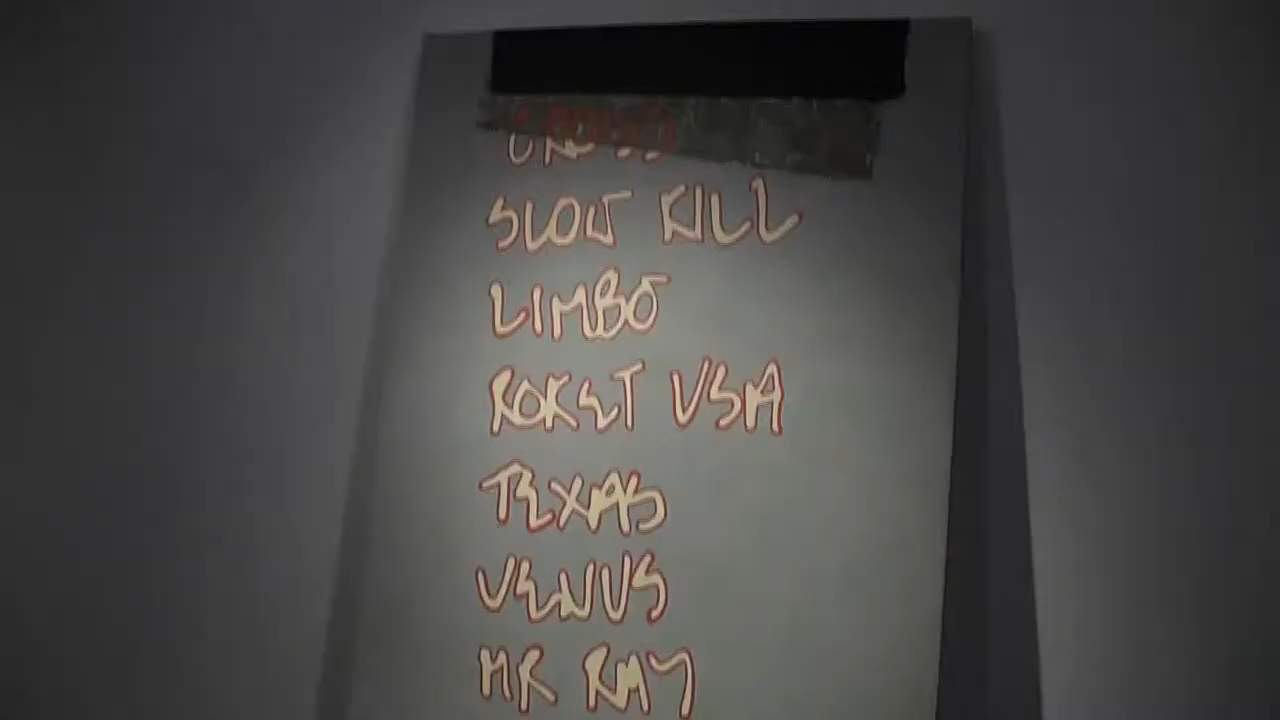 SLOW KILL
LIMBO
ROKET USA
TEXAS
VENUS
MR RAY